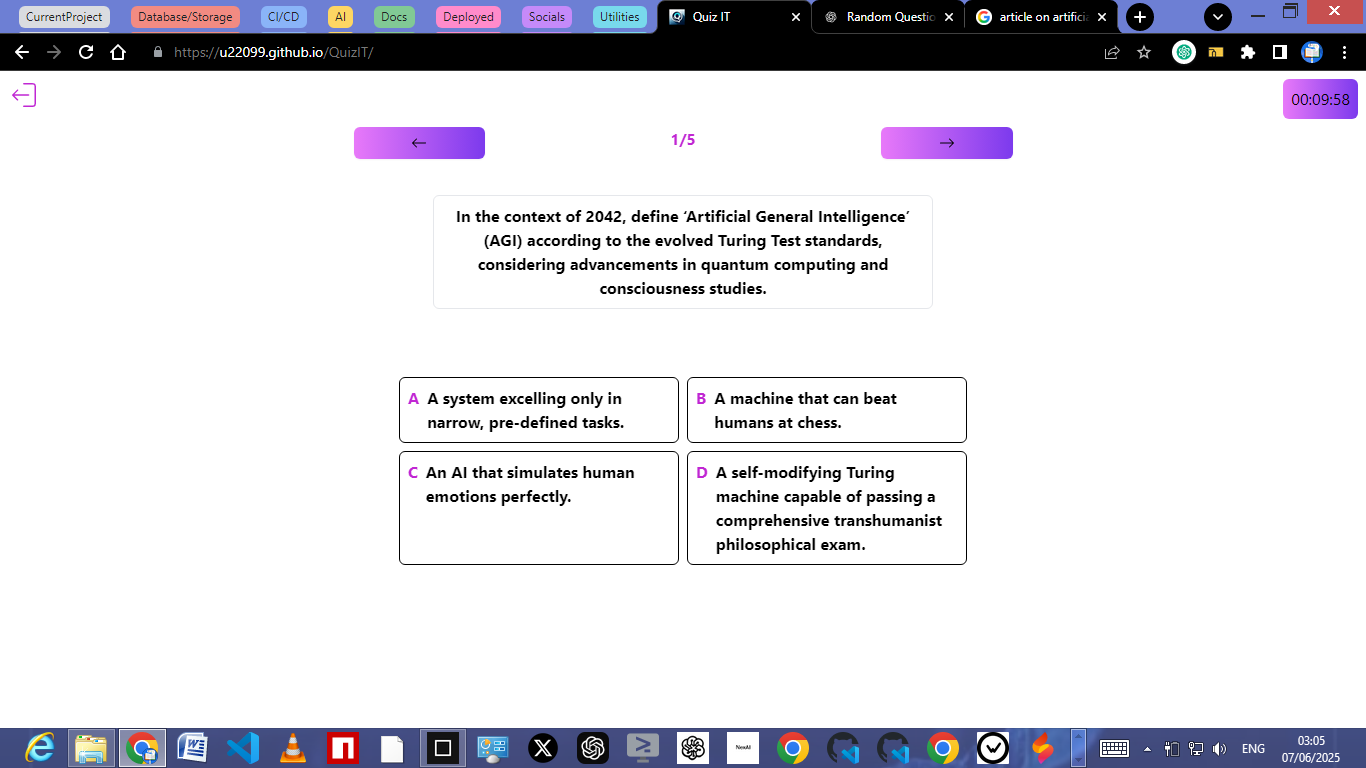 CurrentProject Database/Storage CI/CD AI Docs Deployed Socials Utilities Quiz IT Random Questio article on artifici
https://u22099.github.io/QuizIT/
00:09:58
1/5
In the context of 2042, define ‘Artificial General Intelligence’
(AGI) according to the evolved Turing Test standards,
considering advancements in quantum computing and
consciousness studies.
A A system excelling only in
narrow, pre-defined tasks.
B A machine that can beat
humans at chess.
C An AI that simulates human
emotions perfectly.
D A self-modifying Turing
machine capable of passing a
comprehensive transhumanist
philosophical exam.
NexAI
ENG
03:05
07/06/2025